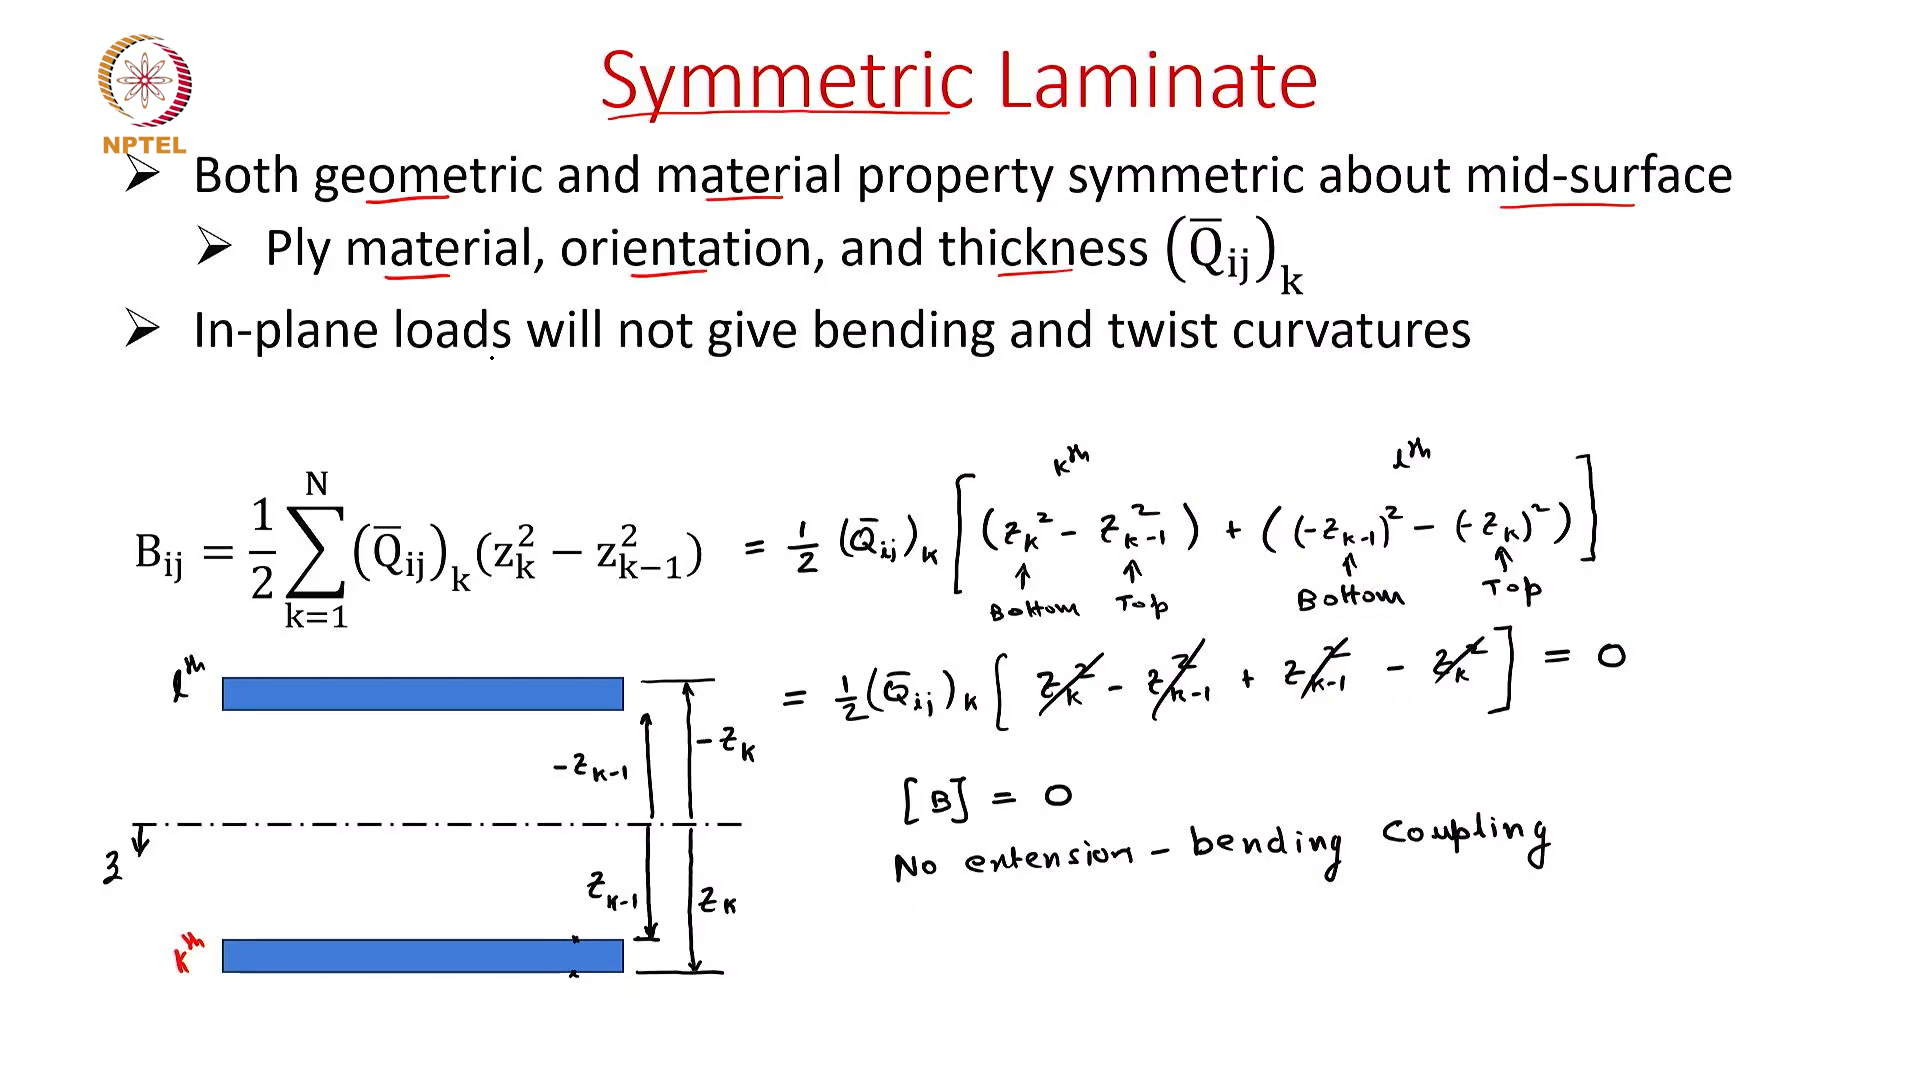 Symmetric Laminate
NPTEL
➤ Both geometric and material property symmetric about mid-surface
➤ Ply material, orientation, and thickness (Q̅ij)k
➤ In-plane loads will not give bending and twist curvatures
kth lth
Bij = 1/2 ∑(k=1)^N (Q̅ij)k (zk² − zk−1²) = 1/2 (Q̅ij)k [(zk² − zk−1²) + ((−zk−1)² − (−zk)²)]
Bottom Top Bottom Top
= 1/2 (Q̅ij)k [zk² − zk−1² + zk−1² − zk²] = 0
lth
−zk
−zk−1
[B] = 0
No extension – bending coupling
3
zk−1 zk
kth